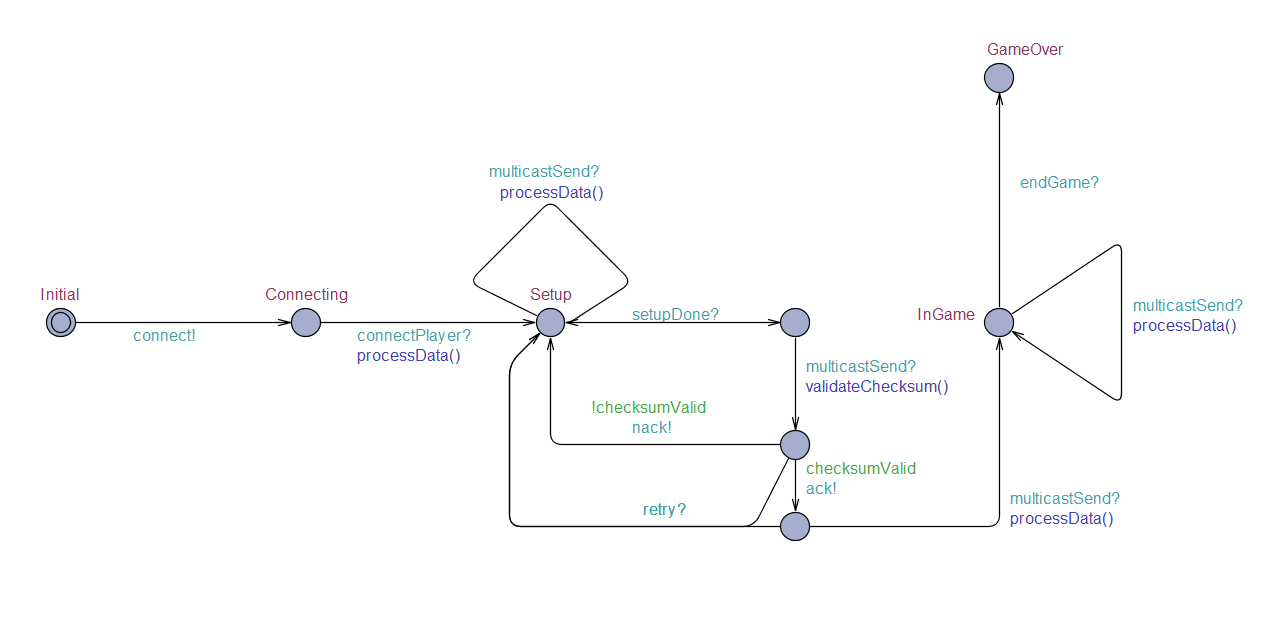 GameOver
multicastSend?
processData()
endGame?
Initial
Connecting
Setup
InGame
multicastSend?
processData()
setupDone?
connect!
connectPlayer?
processData()
multicastSend?
validateChecksum()
!checksumValid
nack!
checksumValid
ack!
retry?
multicastSend?
processData()